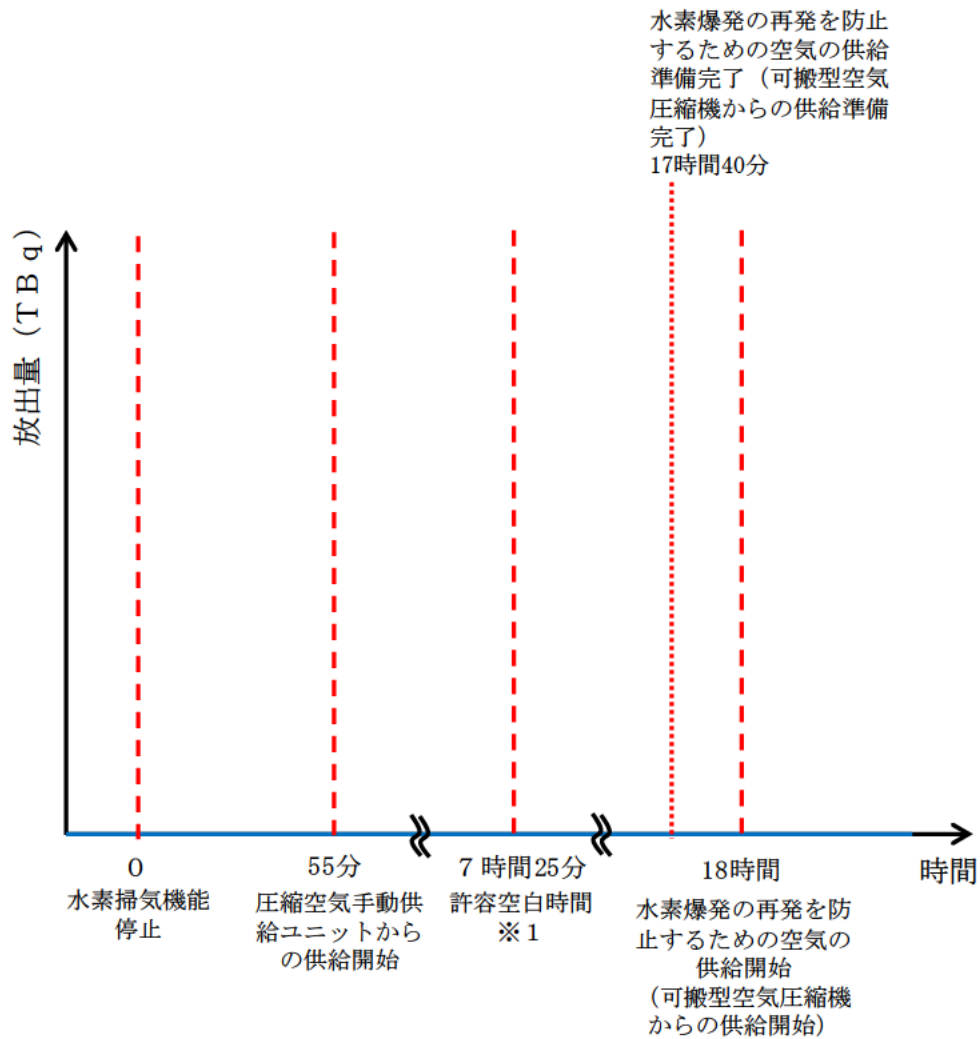 水素爆発の再発を防止
するための空気の供給
準備完了(可搬型空気
圧縮機からの供給準備
完了)
17時間40分
放出量(TBq)
0
水素掃気機能
停止
55分
圧縮空気手動供
給ユニットから
の供給開始
7時間25分
許容空白時間
※1
18時間
水素爆発の再発を防
止するための空気の
供給開始
(可搬型空気圧縮機
からの供給開始)
時間